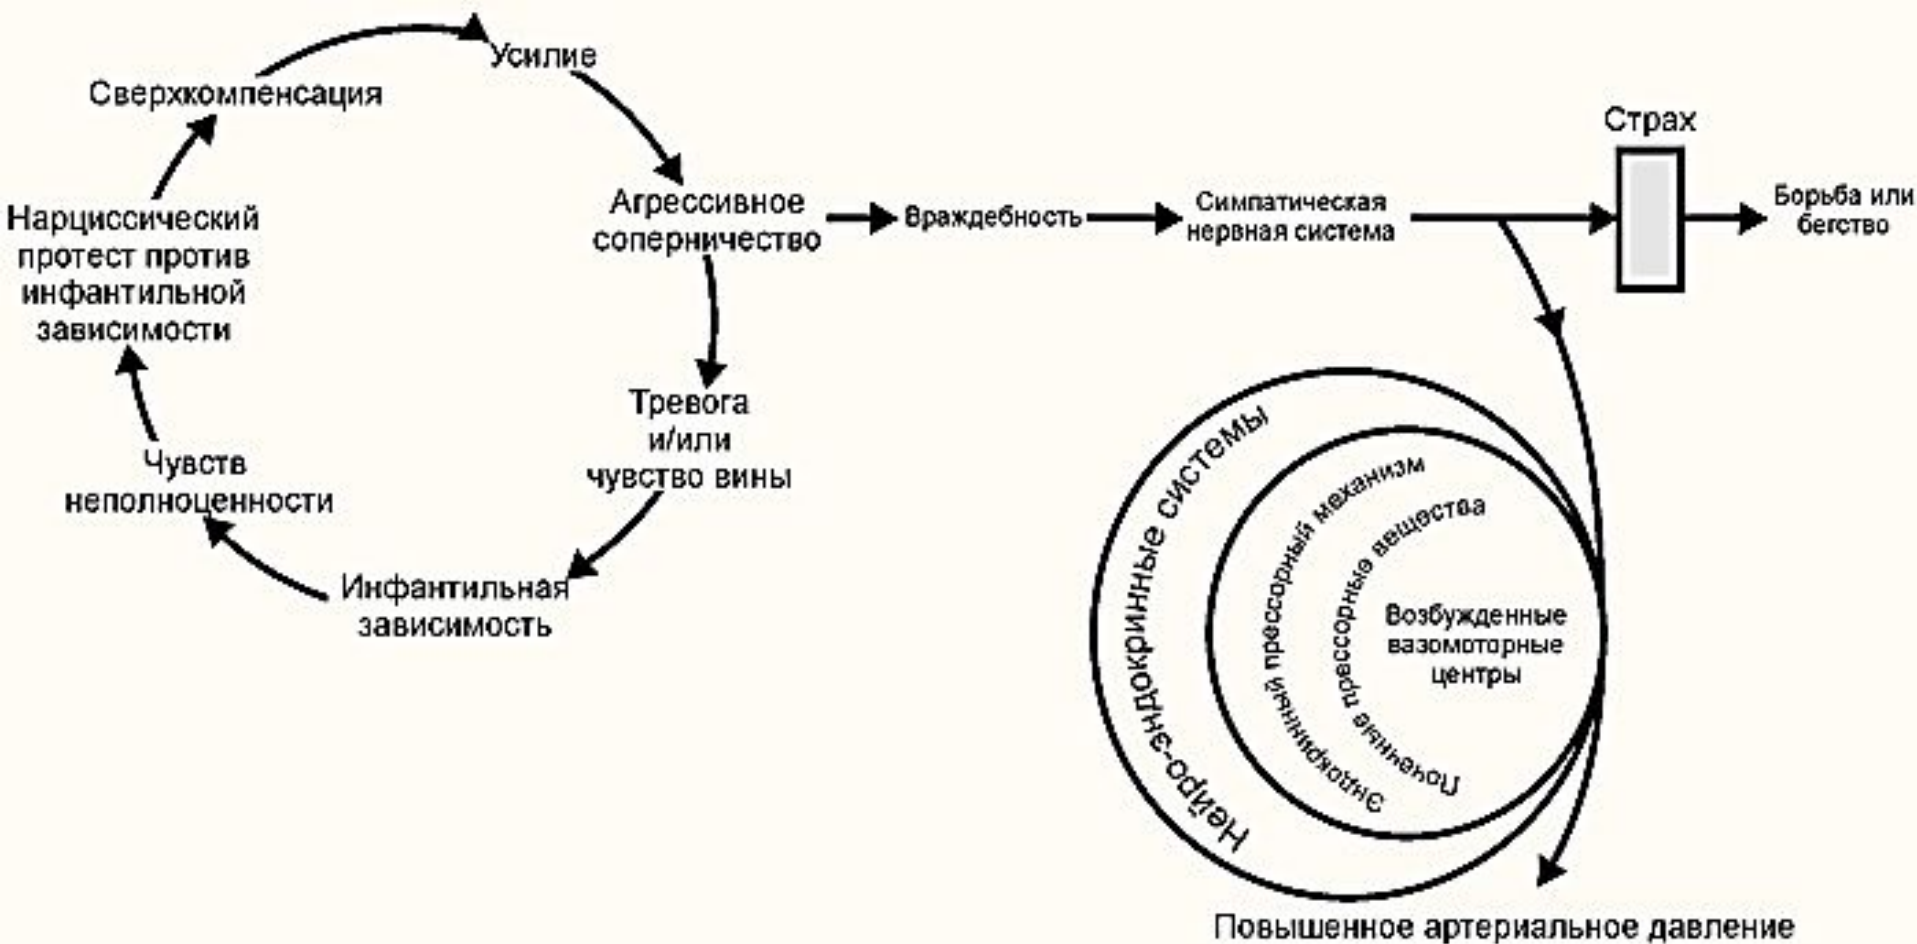 Усилие
Сверхкомпенсация
Нарциссический
протест против
инфантильной
зависимости
Чувств
неполноценности
Инфантильная
зависимость
Тревога
и/или
чувство вины
Агрессивное
соперничество
Враждебность
Симпатическая
нервная система
Страх
Борьба или
бегство
Нейро-эндокринные системы
Эндокринный прессорный механизм
Почечные прессорные вещества
Возбужденные
вазомоторные
центры
Повышенное артериальное давление